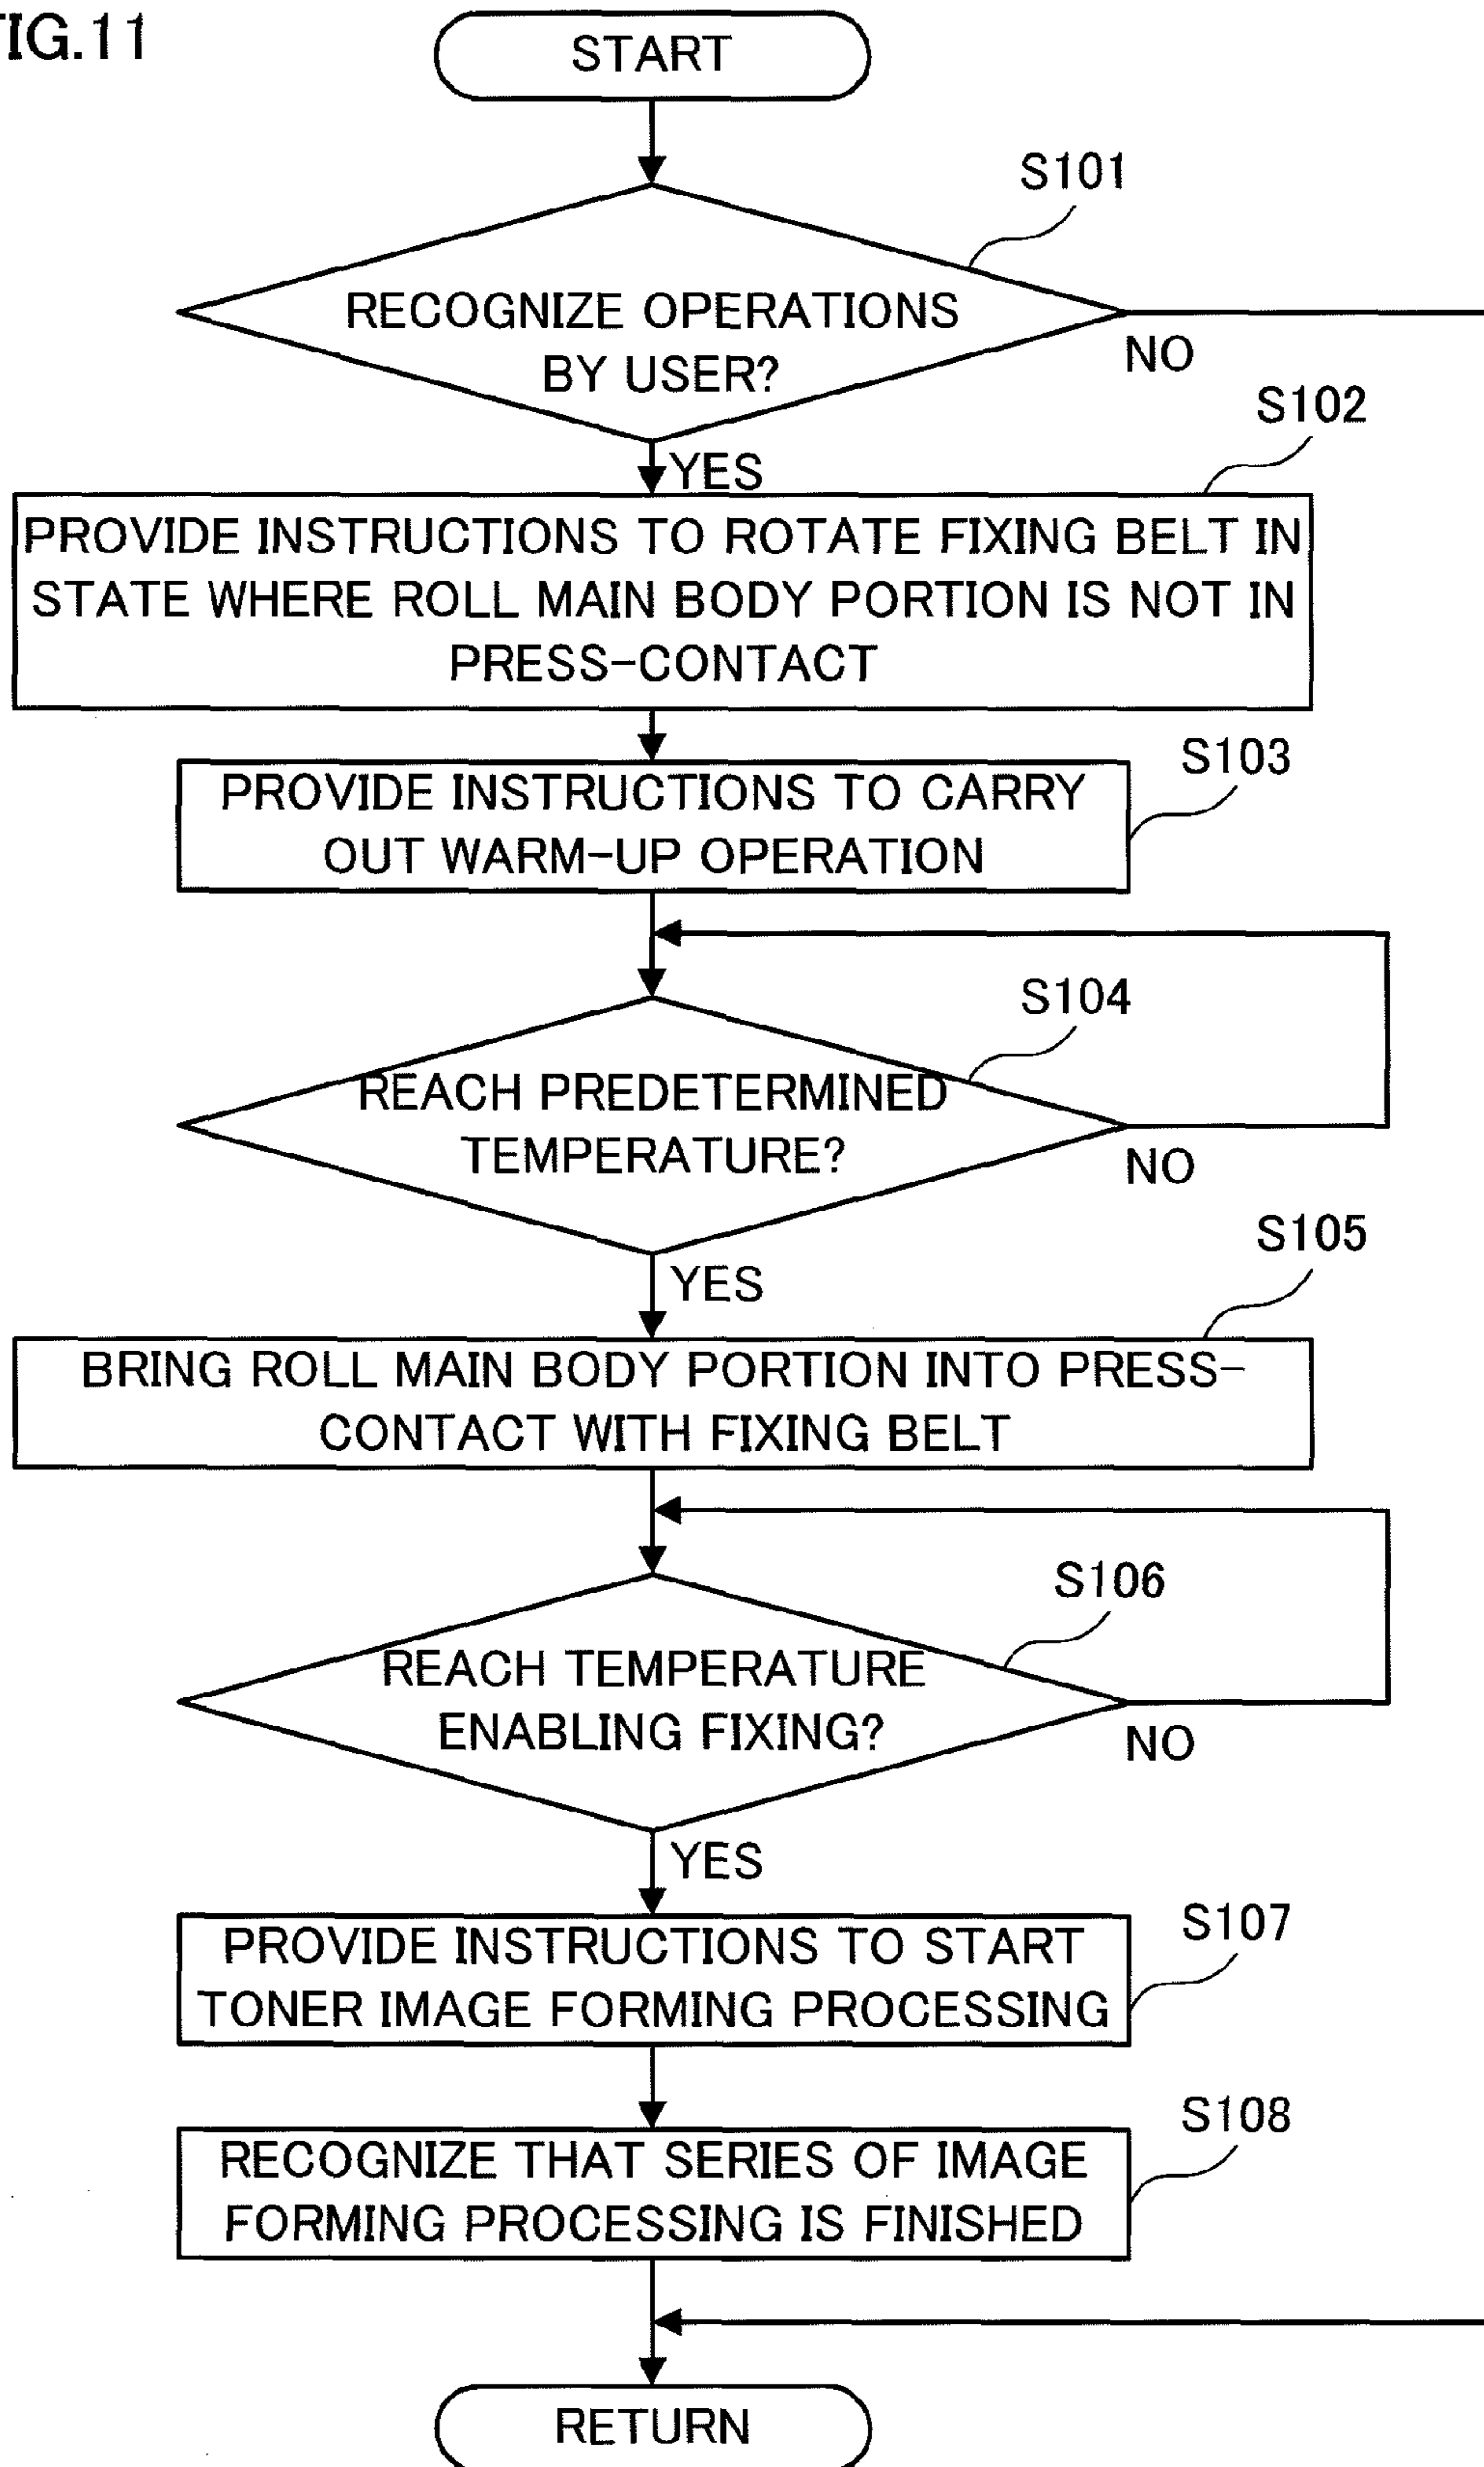 FIG.11
START
S101
RECOGNIZE OPERATIONS
BY USER?
NO
S102
YES
PROVIDE INSTRUCTIONS TO ROTATE FIXING BELT IN
STATE WHERE ROLL MAIN BODY PORTION IS NOT IN
PRESS-CONTACT
S103
PROVIDE INSTRUCTIONS TO CARRY
OUT WARM-UP OPERATION
S104
REACH PREDETERMINED
TEMPERATURE?
NO
S105
YES
BRING ROLL MAIN BODY PORTION INTO PRESS-
CONTACT WITH FIXING BELT
S106
REACH TEMPERATURE
ENABLING FIXING?
NO
YES
S107
PROVIDE INSTRUCTIONS TO START
TONER IMAGE FORMING PROCESSING
S108
RECOGNIZE THAT SERIES OF IMAGE
FORMING PROCESSING IS FINISHED
RETURN